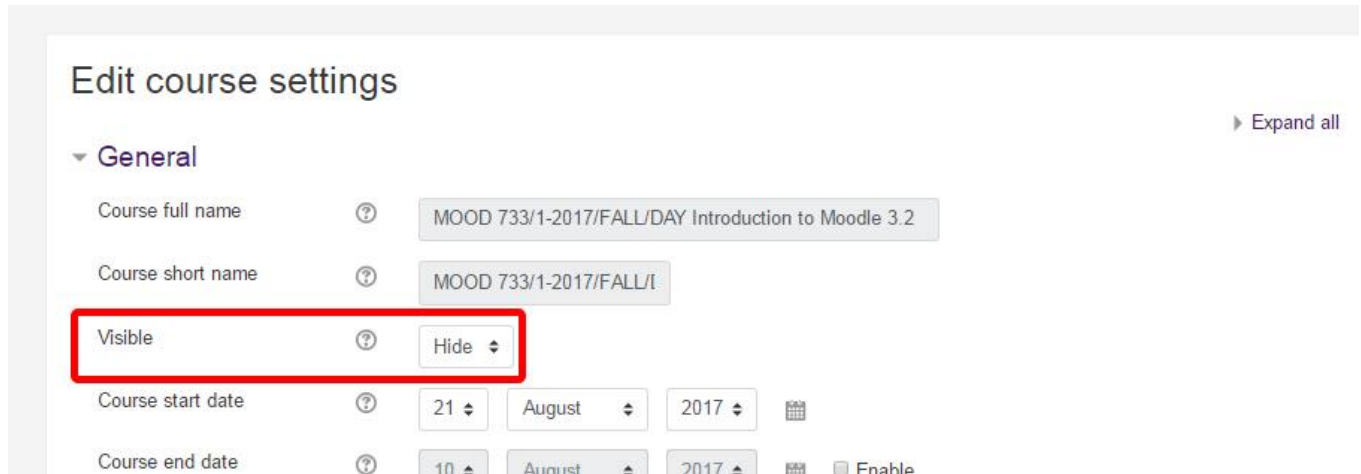 Edit course settings
Expand all
General
Course full name MOOD 733/1-2017/FALL/DAY Introduction to Moodle 3.2
Course short name MOOD 733/1-2017/FALL/
Visible Hide
Course start date 21 August 2017
Course end date 10 August 2017 Enable